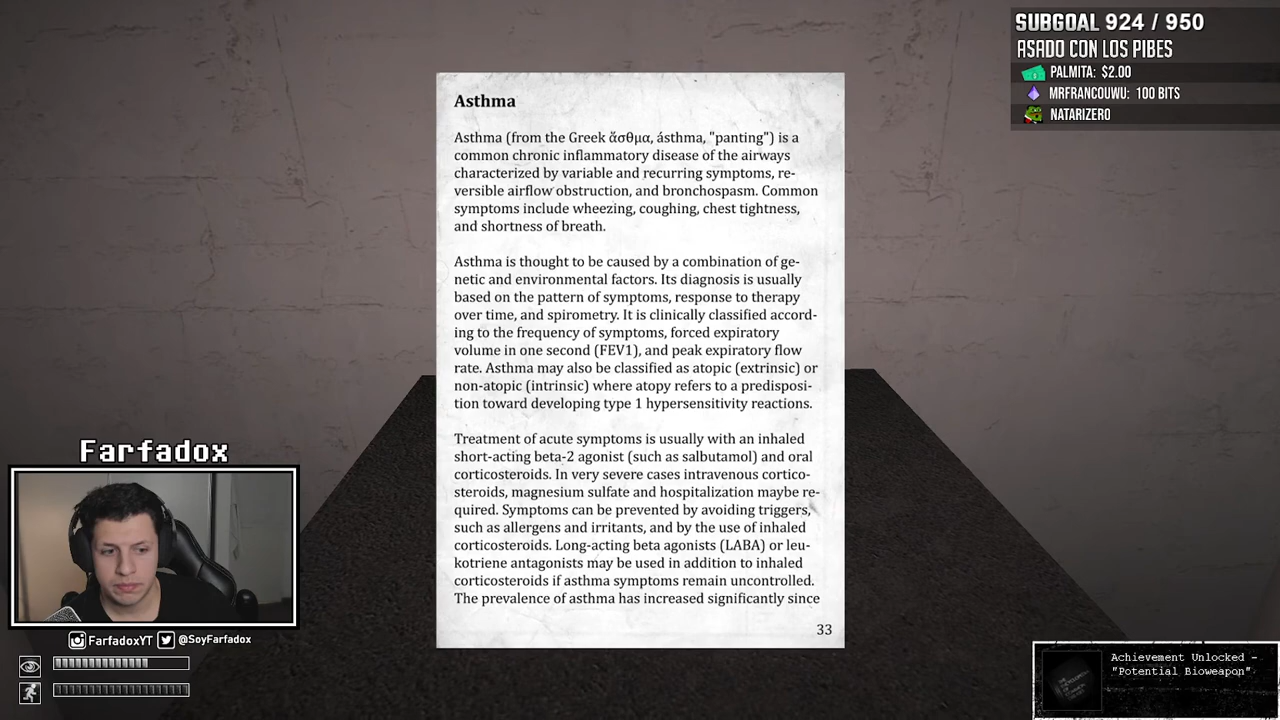 SUBGOAL 924 / 950
ASADO CON LOS PIBES
PALMITA: $2.00
MRFRANCOUWU: 100 BITS
NATARIZERO
Asthma
Asthma (from the Greek ἄσθμα, ásthma, "panting") is a
common chronic inflammatory disease of the airways
characterized by variable and recurring symptoms, re-
versible airflow obstruction, and bronchospasm. Common
symptoms include wheezing, coughing, chest tightness,
and shortness of breath.
Asthma is thought to be caused by a combination of ge-
netic and environmental factors. Its diagnosis is usually
based on the pattern of symptoms, response to therapy
over time, and spirometry. It is clinically classified accord-
ing to the frequency of symptoms, forced expiratory
volume in one second (FEV1), and peak expiratory flow
rate. Asthma may also be classified as atopic (extrinsic) or
non-atopic (intrinsic) where atopy refers to a predisposi-
tion toward developing type 1 hypersensitivity reactions.
Treatment of acute symptoms is usually with an inhaled
short-acting beta-2 agonist (such as salbutamol) and oral
corticosteroids. In very severe cases intravenous cortico-
steroids, magnesium sulfate and hospitalization maybe re-
quired. Symptoms can be prevented by avoiding triggers,
such as allergens and irritants, and by the use of inhaled
corticosteroids. Long-acting beta agonists (LABA) or leu-
kotriene antagonists may be used in addition to inhaled
corticosteroids if asthma symptoms remain uncontrolled.
The prevalence of asthma has increased significantly since
33
Farfadox
FarfadoxYT @SoyFarfadox
Achievement Unlocked -
"Potential Bioweapon"